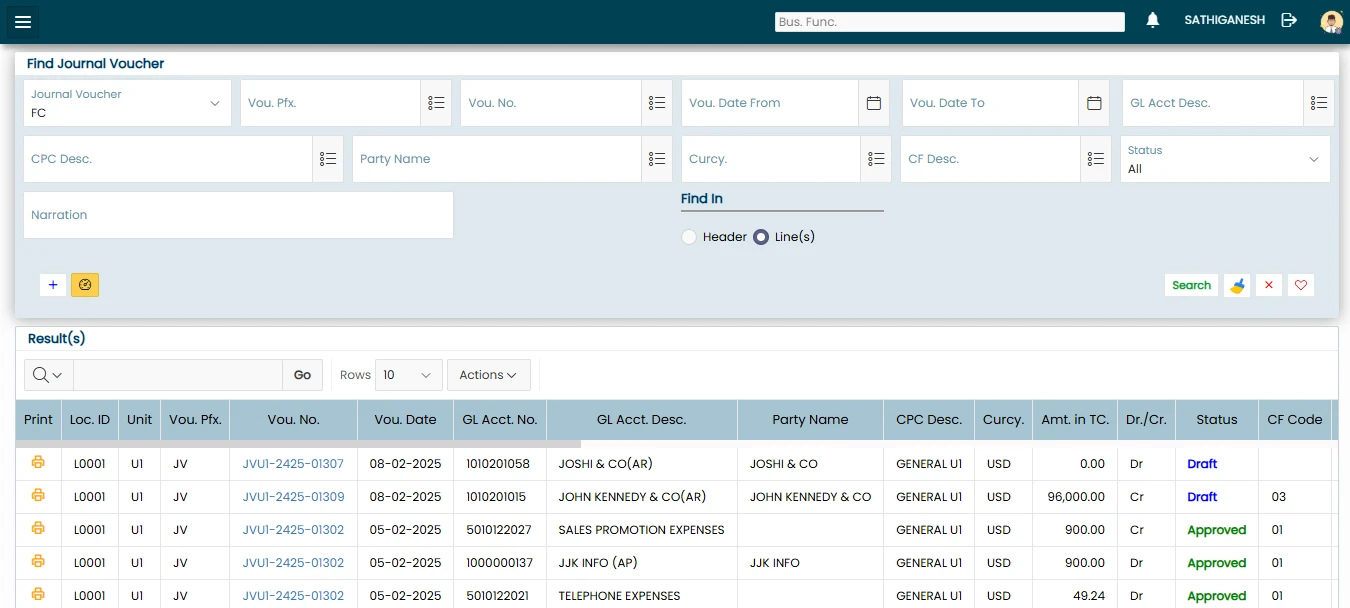 Bus. Func. SATHIGANESH
Find Journal Voucher
Journal Voucher
FC Vou. Pfx. Vou. No. Vou. Date From Vou. Date To GL Acct Desc.
CPC Desc. Party Name Curcy. CF Desc. Status
All
Narration
Find In
Header Line(s)
+ Search
Result(s)
Go Rows 10 Actions
Print Loc. ID Unit Vou. Pfx. Vou. No. Vou. Date GL Acct. No. GL Acct. Desc. Party Name CPC Desc. Curcy. Amt. in TC. Dr./Cr. Status CF Code
L0001 U1 JV JVU1-2425-01307 08-02-2025 1010201058 JOSHI & CO(AR) JOSHI & CO GENERAL U1 USD 0.00 Dr Draft
L0001 U1 JV JVU1-2425-01309 08-02-2025 1010201015 JOHN KENNEDY & CO(AR) JOHN KENNEDY & CO GENERAL U1 USD 96,000.00 Cr Draft 03
L0001 U1 JV JVU1-2425-01302 05-02-2025 5010122027 SALES PROMOTION EXPENSES GENERAL U1 USD 900.00 Cr Approved 01
L0001 U1 JV JVU1-2425-01302 05-02-2025 1000000137 JJK INFO (AP) JJK INFO GENERAL U1 USD 900.00 Dr Approved 01
L0001 U1 JV JVU1-2425-01302 05-02-2025 5010122021 TELEPHONE EXPENSES GENERAL U1 USD 49.24 Dr Approved 01